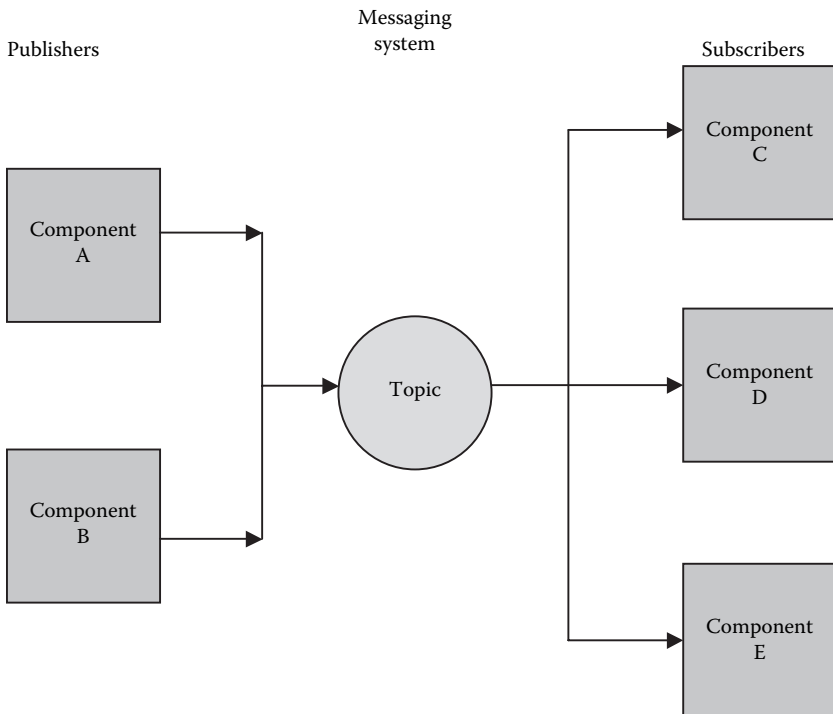 Messaging
system
Publishers
Subscribers
Component
C
Component
A
Topic
Component
D
Component
B
Component
E